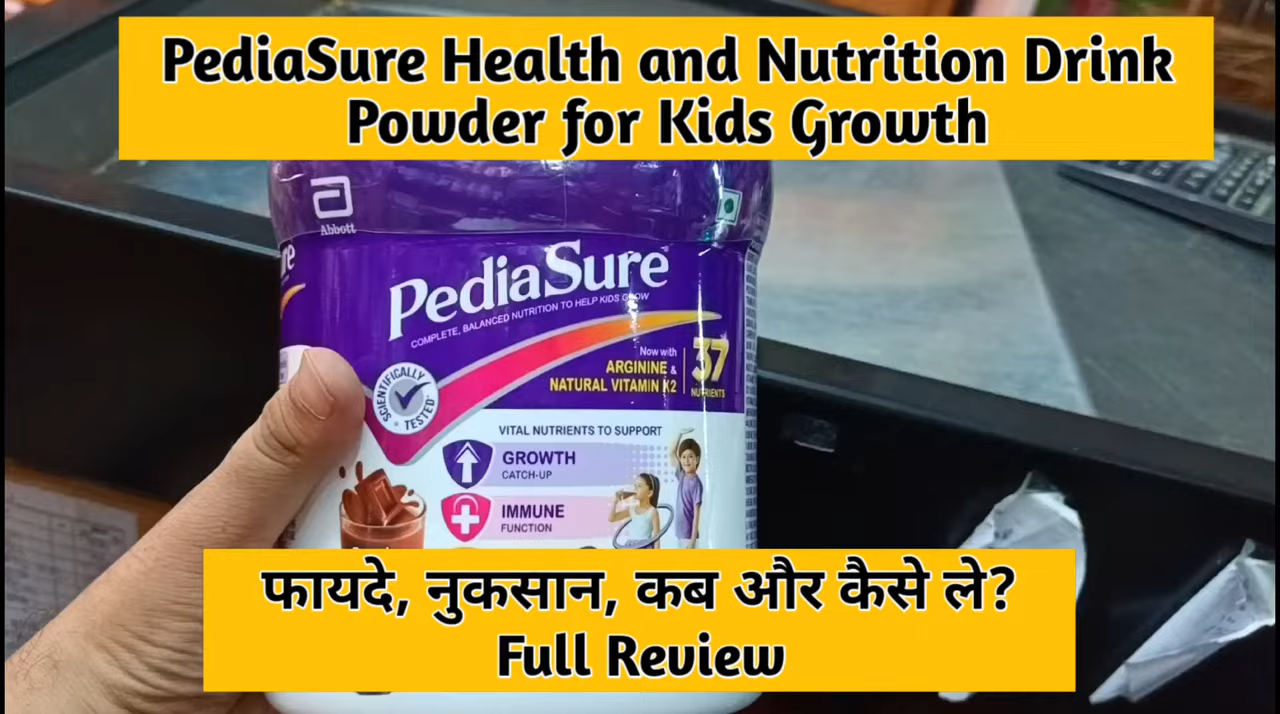 PediaSure Health and Nutrition Drink
Powder for Kids Growth
Abbott
PediaSure
COMPLETE, BALANCED NUTRITION TO HELP KIDS GROW
Now with
ARGININE &
NATURAL VITAMIN K2
37
NUTRIENTS
SCIENTIFICALLY
TESTED
VITAL NUTRIENTS TO SUPPORT
GROWTH
CATCH-UP
IMMUNE
FUNCTION
फायदे, नुकसान, कब और कैसे ले?
Full Review